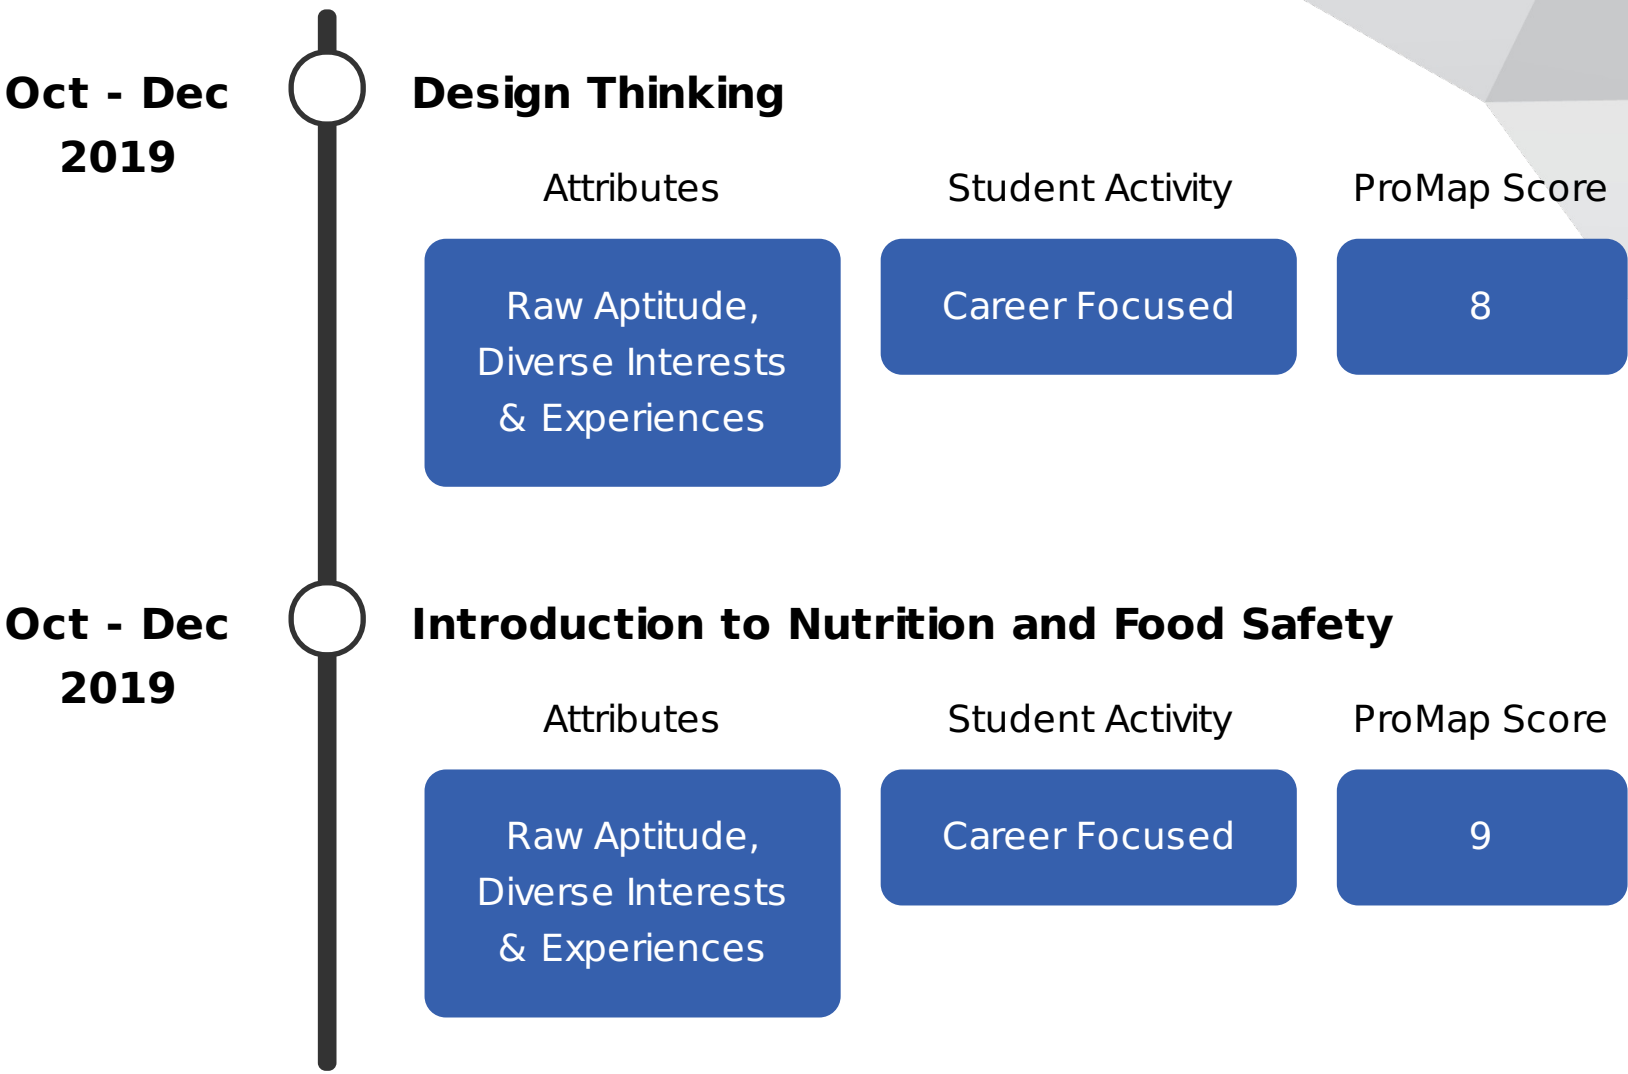 Oct - Dec
2019
Design Thinking
Attributes
Student Activity
ProMap Score
Raw Aptitude,
Diverse Interests
& Experiences
Career Focused
8
Oct - Dec
2019
Introduction to Nutrition and Food Safety
Attributes
Student Activity
ProMap Score
Raw Aptitude,
Diverse Interests
& Experiences
Career Focused
9